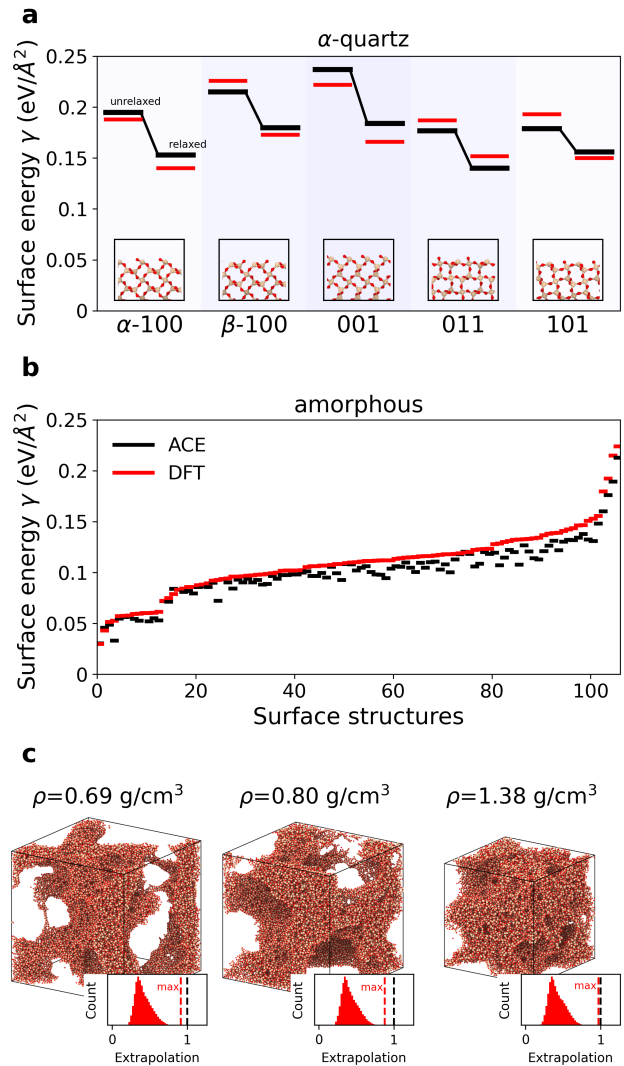 a
α-quartz
Surface energy γ (eV/Å²)
0.25
0.2
0.15
0.1
0.05
0
unrelaxed
relaxed
α-100 β-100 001 011 101
b
amorphous
Surface energy γ (eV/Å²)
0.25
0.2
0.15
0.1
0.05
0
ACE
DFT
0 20 40 60 80 100
Surface structures
c
ρ=0.69 g/cm³ ρ=0.80 g/cm³ ρ=1.38 g/cm³
Count max Count max Count max
0 1 0 1 0 1
Extrapolation Extrapolation Extrapolation